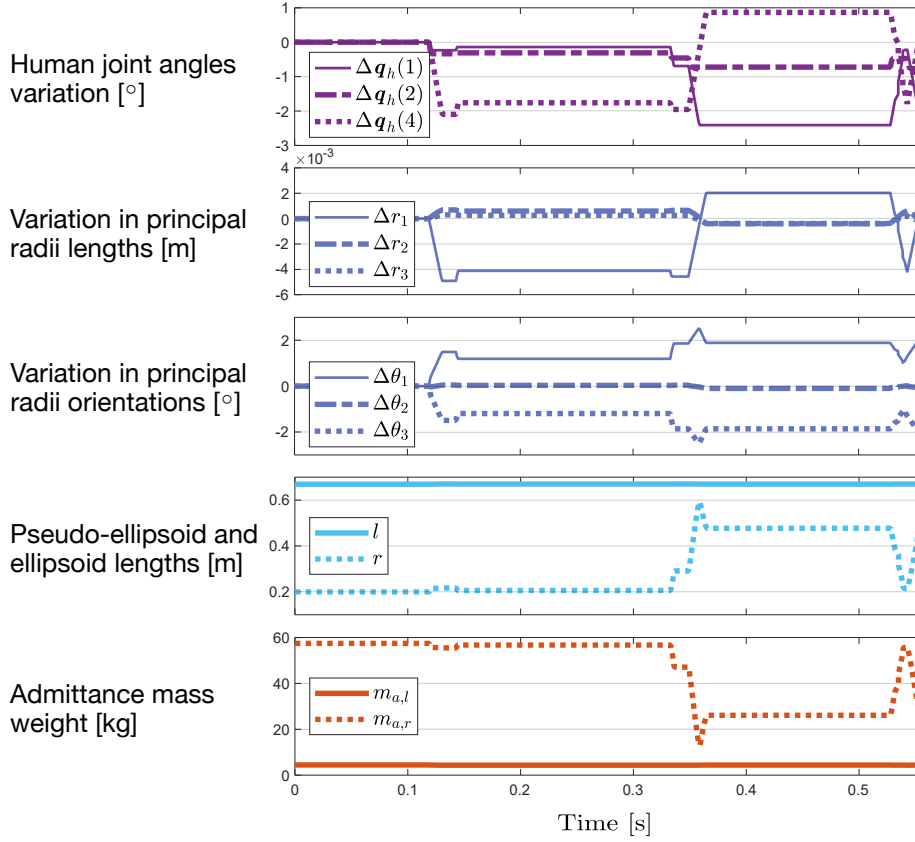 Human joint angles
variation [°]
1
0
-1
-2
-3
Δq_h(1)
Δq_h(2)
Δq_h(4)
×10^-3
Variation in principal
radii lengths [m]
4
2
0
-2
-4
-6
Δr_1
Δr_2
Δr_3
Variation in principal
radii orientations [°]
2
0
-2
Δθ_1
Δθ_2
Δθ_3
Pseudo-ellipsoid and
ellipsoid lengths [m]
0.6
0.4
0.2
l
r
Admittance mass
weight [kg]
60
40
20
0
m_{a,l}
m_{a,r}
0 0.1 0.2 0.3 0.4 0.5
Time [s]